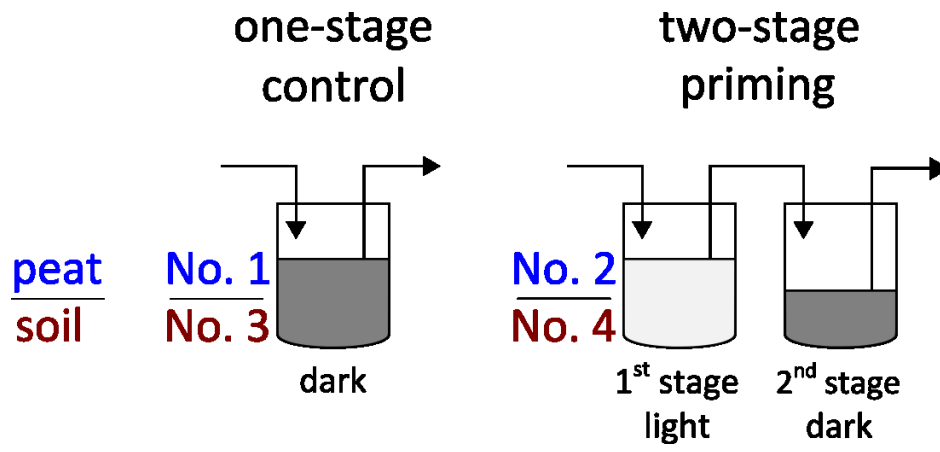 one-stage
control
two-stage
priming
peat
soil
No. 1
No. 3
No. 2
No. 4
dark
1st stage
light
2nd stage
dark